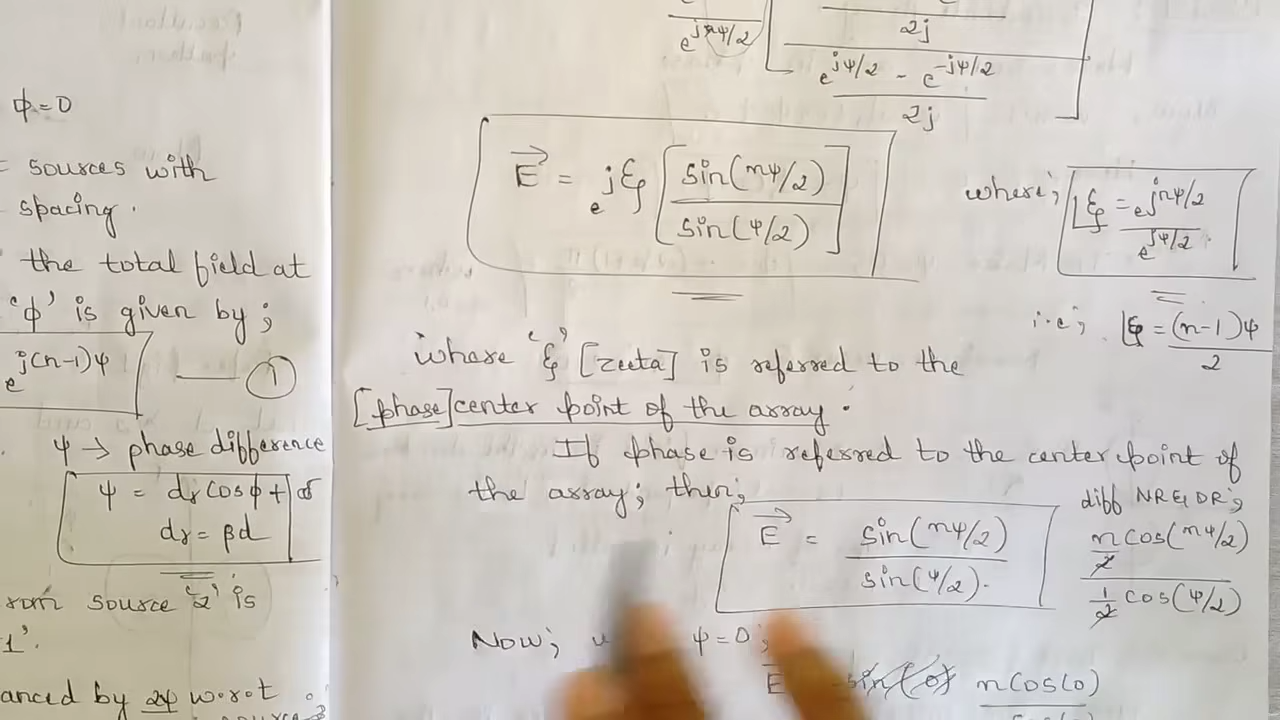 ϕ=0
= sources with
spacing.
the total field at
'ϕ' is given by;
e^{j(n-1)ψ} —— ①
ψ → phase difference
ψ = dr cosϕ + δ
dr = βd
source '2' is
1'.
by 2ψ w.r.to
e^{jnψ/2}
2j
e^{jψ/2} - e^{-jψ/2}
2j
E = e^{jξ} [sin(nψ/2) / sin(ψ/2)]
where; ξ = e^{jnψ/2} / e^{jψ/2}
i.e; ξ = (n-1)ψ / 2
where 'ξ' [zeeta] is referred to the
[phase] center point of the array.
If phase is referred to the center point of
the array; then;
E = sin(nψ/2) / sin(ψ/2).
diff NR & DR;
n/2 cos(nψ/2)
1/2 cos(ψ/2)
Now; ψ=0;
E n cos(0)